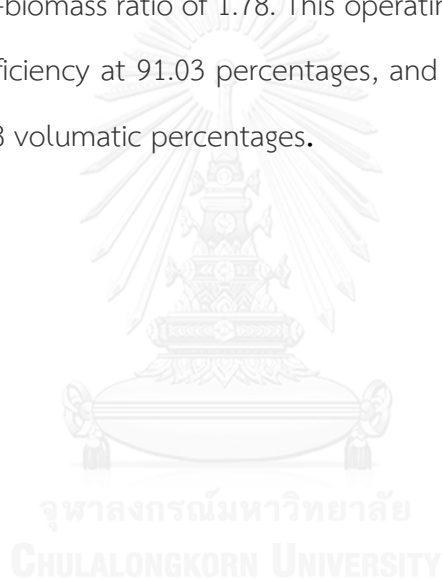 -biomass ratio of 1.78. This operatin
ficiency at 91.03 percentages, and
3 volumatic percentages.
จุฬาลงกรณ์มหาวิทยาลัย
CHULALONGKORN UNIVERSITY